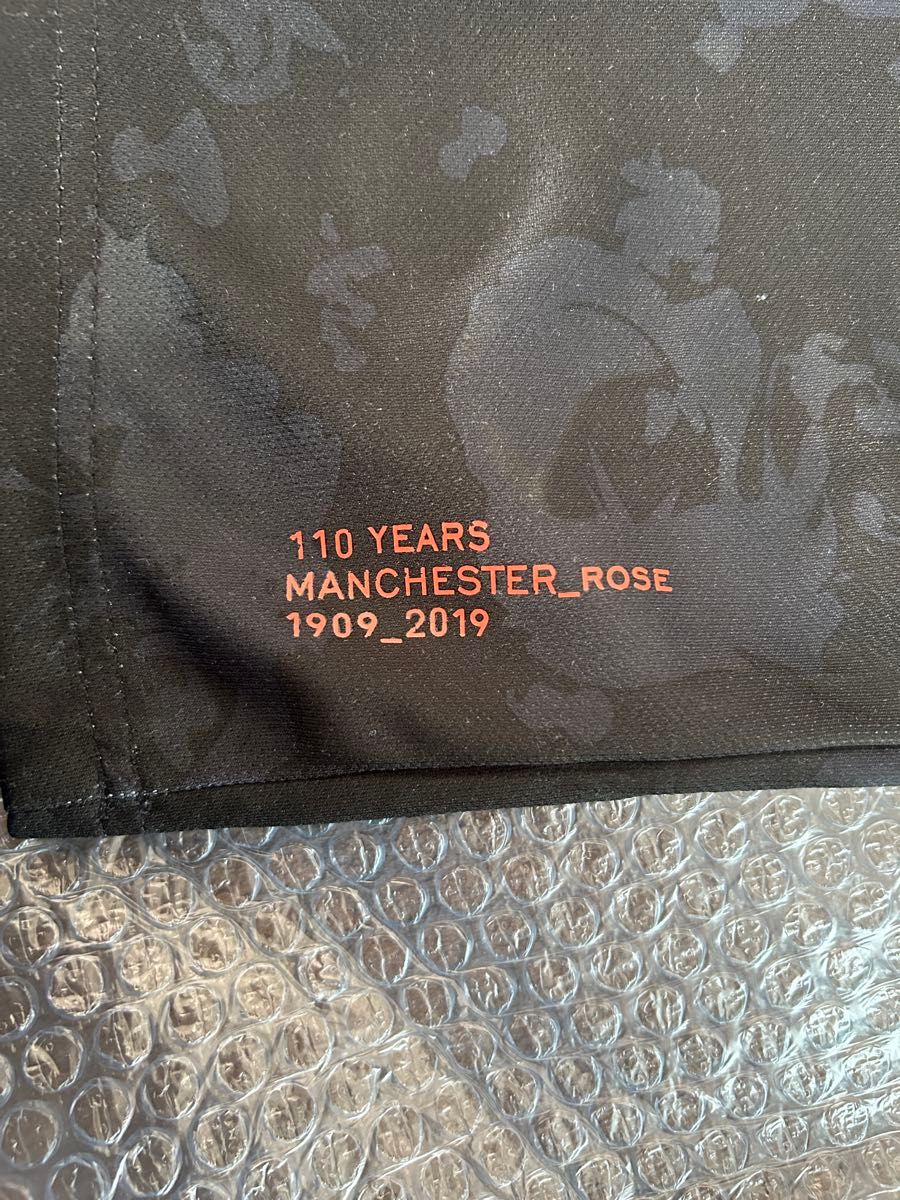 110 YEARS
MANCHESTER_ROSE
1909_2019